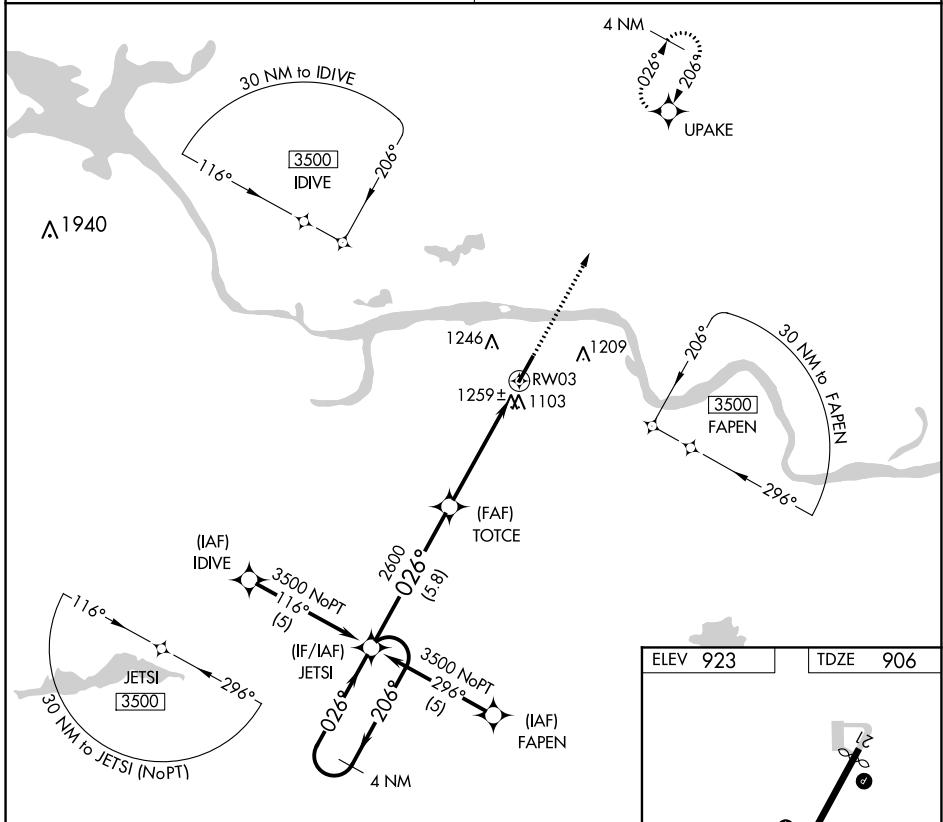 4 NM
026°
206°
UPAKE
30 NM to IDIVE
3500
IDIVE
116°
206°
1940
1246
1209
RW03
1259±
1103
206°
30 NM to FAPEN
3500
FAPEN
296°
(FAF)
TOTCE
2600
026°
(5.8)
(IAF)
IDIVE
3500 NoPT
116°
(5)
(IF/IAF)
JETSI
3500 NoPT
296°
(5)
(IAF)
FAPEN
026°
206°
4 NM
116°
JETSI
3500
296°
30 NM to JETSI (NoPT)
ELEV 923
TDZE 906
21
P